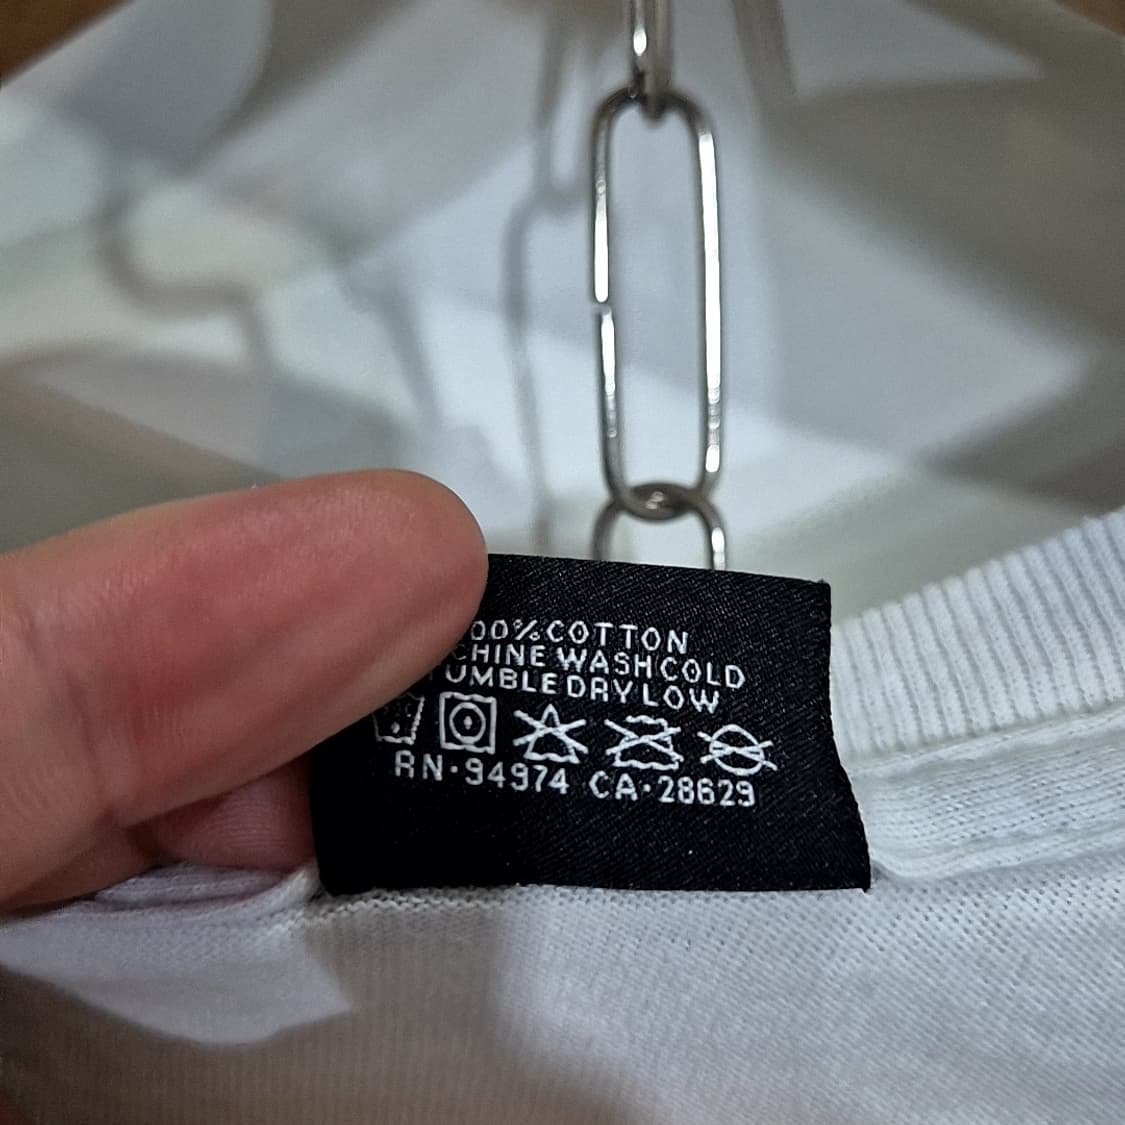 00% COTTON
CHINE WASH COLD
UMBLE DRY LOW
RN·94974 CA·28629